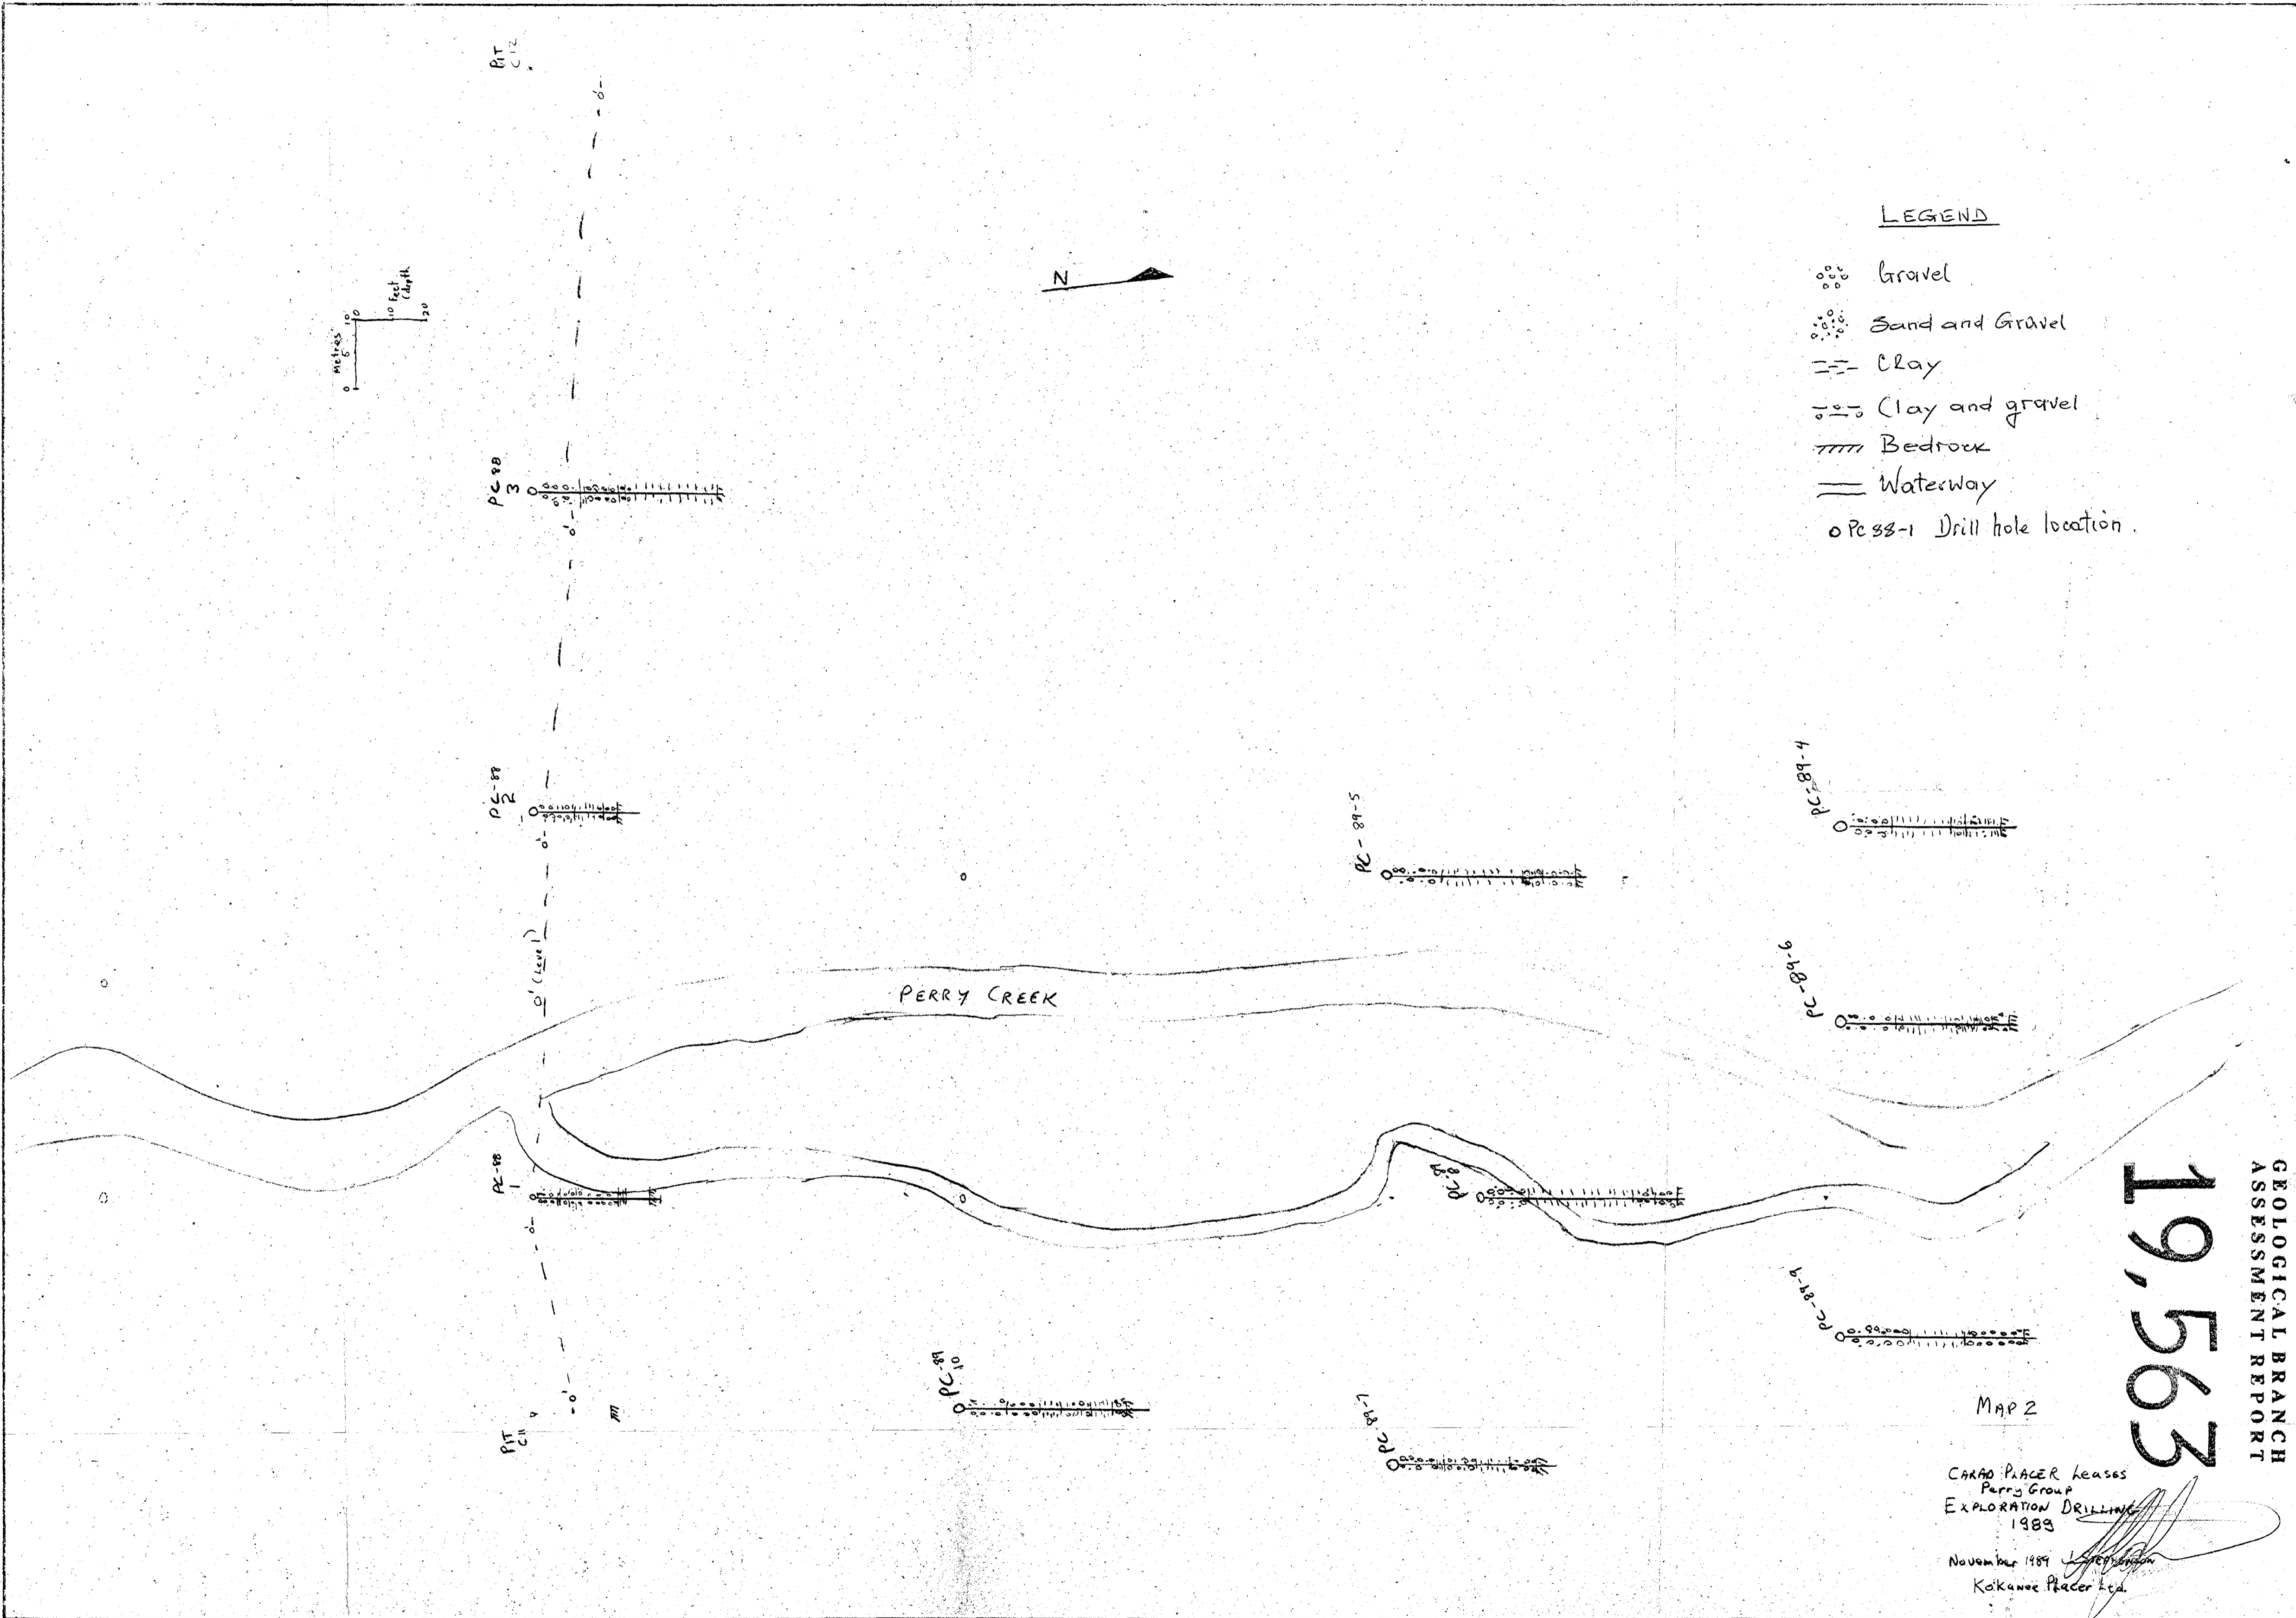 PIT
C12
LEGEND
Gravel
Sand and Gravel
Clay
Clay and gravel
Bedrock
Waterway
o Pc 88-1 Drill hole location.
N
Metres
0 5 10
Feet
(depth
0 10 20
PC-88
3
PC-88
2
PC-89-5
PC-89-4
PC-89-6
0' (Level)
PERRY CREEK
PC-88
1
PC-89
8
PC-89-9
PC-89
10
PC-89-7
PIT
C11
GEOLOGICAL BRANCH
ASSESSMENT REPORT
19,563
MAP 2
CARAD PLACER Leases
Perry Group
EXPLORATION DRILLING
1989
November 1989
Kokanee Placer Ltd.